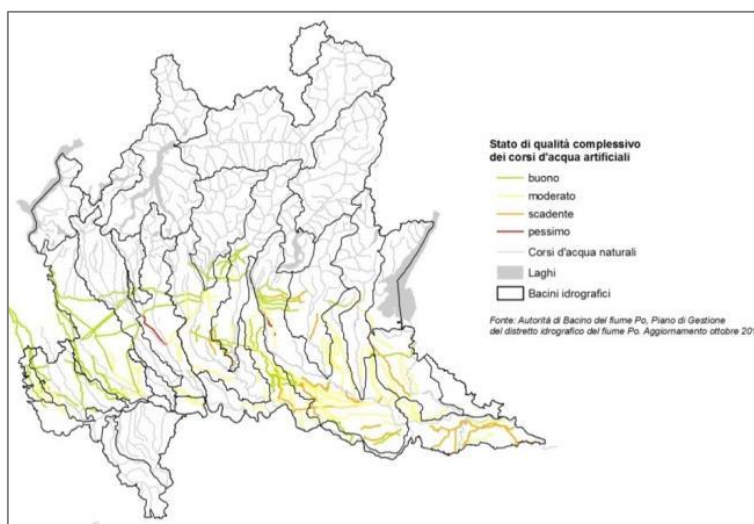 Stato di qualità complessivo
dei corsi d'acqua artificiali
buono
moderato
scadente
pessimo
Corsi d'acqua naturali
Laghi
Bacini idrografici
Fonte: Autorità di Bacino del fiume Po, Piano di Gestione
del distretto idrografico del fiume Po. Aggiornamento ottobre